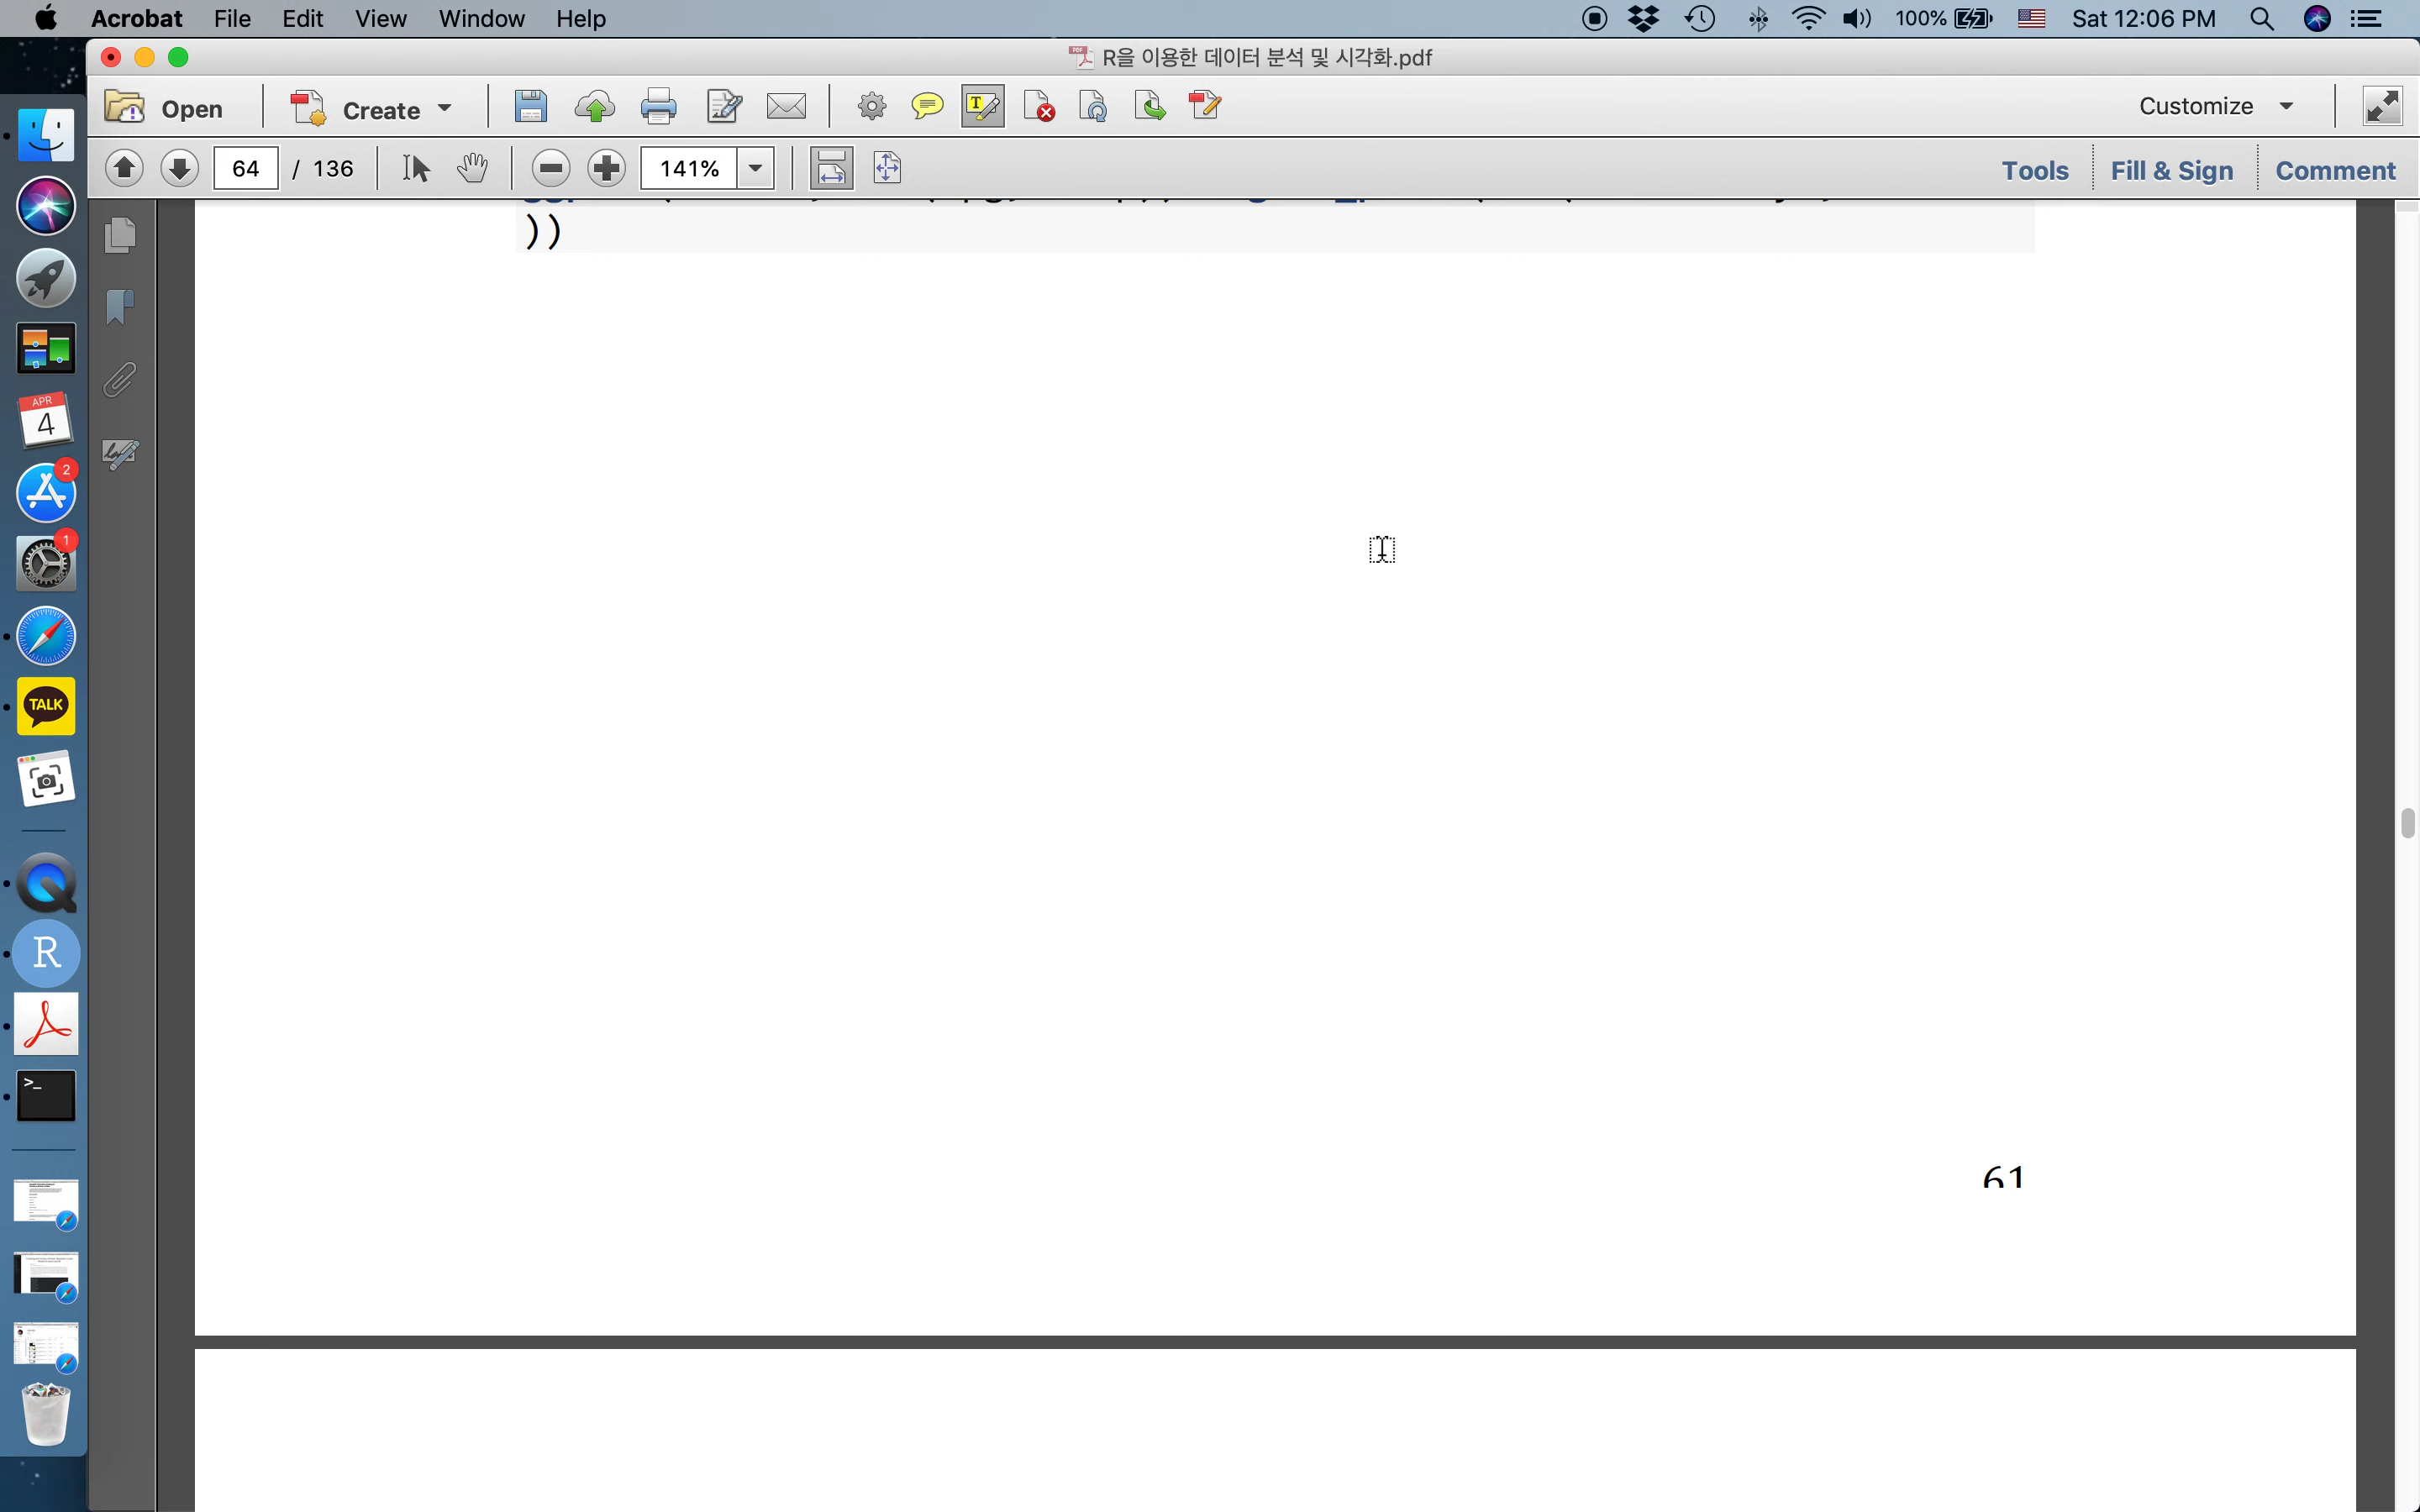 Acrobat File Edit View Window Help 100% Sat 12:06 PM
R을 이용한 데이터 분석 및 시각화.pdf
Open Create Customize
64 / 136 141% Tools Fill & Sign Comment
))
APR
4
2
1
TALK
R
>_
61